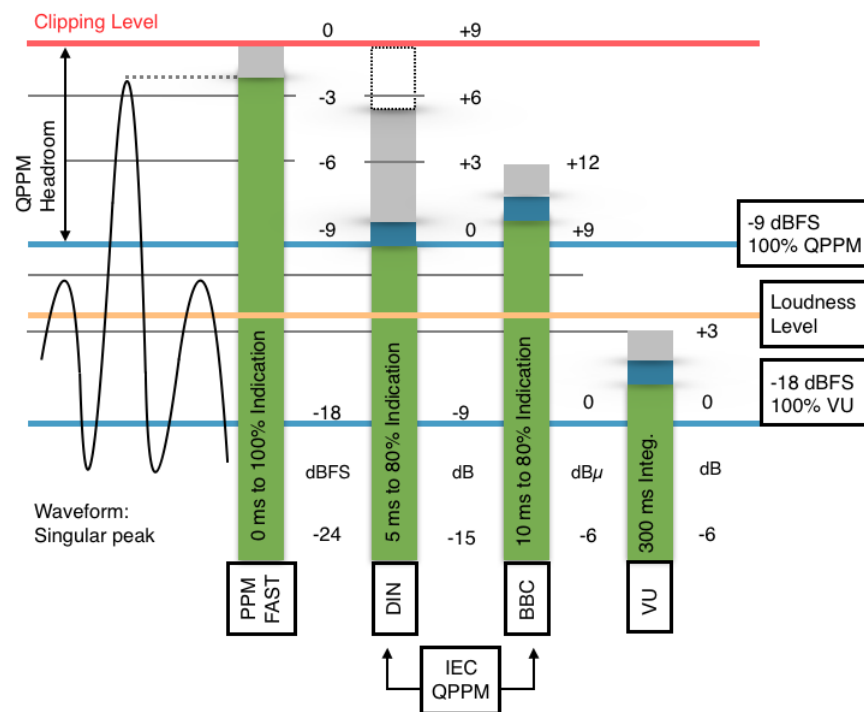 Clipping Level
0
+9
-3
+6
-6
+3
+12
-9
0
+9
QPPM
Headroom
-9 dBFS
100% QPPM
Loudness
Level
+3
-18 dBFS
100% VU
-18
-9
0
0
dBFS
dB
dBµ
dB
-24
-15
-6
-6
0 ms to 100% Indication
5 ms to 80% Indication
10 ms to 80% Indication
300 ms Integ.
Waveform:
Singular peak
PPM
FAST
DIN
BBC
VU
IEC
QPPM